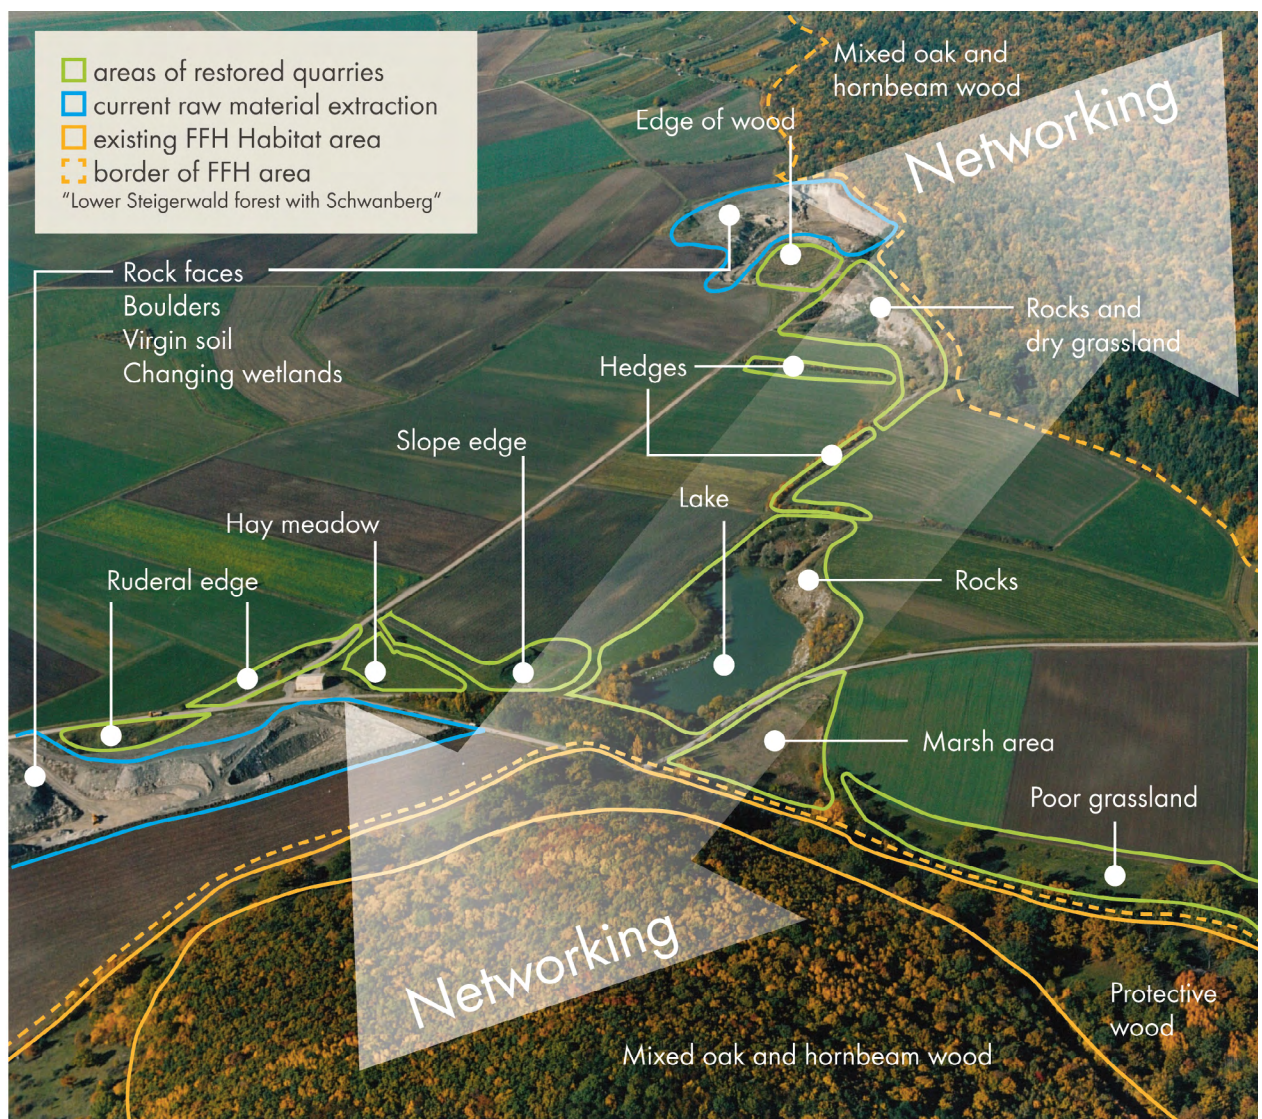 areas of restored quarries
current raw material extraction
existing FFH Habitat area
border of FFH area
“Lower Steigerwald forest with Schwanberg“
Mixed oak and
hornbeam wood
Networking
Edge of wood
Rock faces
Boulders
Virgin soil
Changing wetlands
Rocks and
dry grassland
Hedges
Slope edge
Lake
Hay meadow
Ruderal edge
Rocks
Marsh area
Poor grassland
Networking
Protective
wood
Mixed oak and hornbeam wood